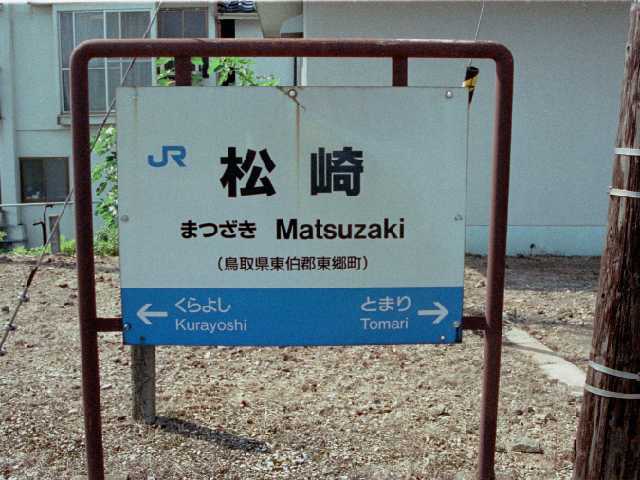 JR 松崎
まつざき Matsuzaki
（鳥取県東伯郡東郷町）
← くらよし とまり →
Kurayoshi Tomari